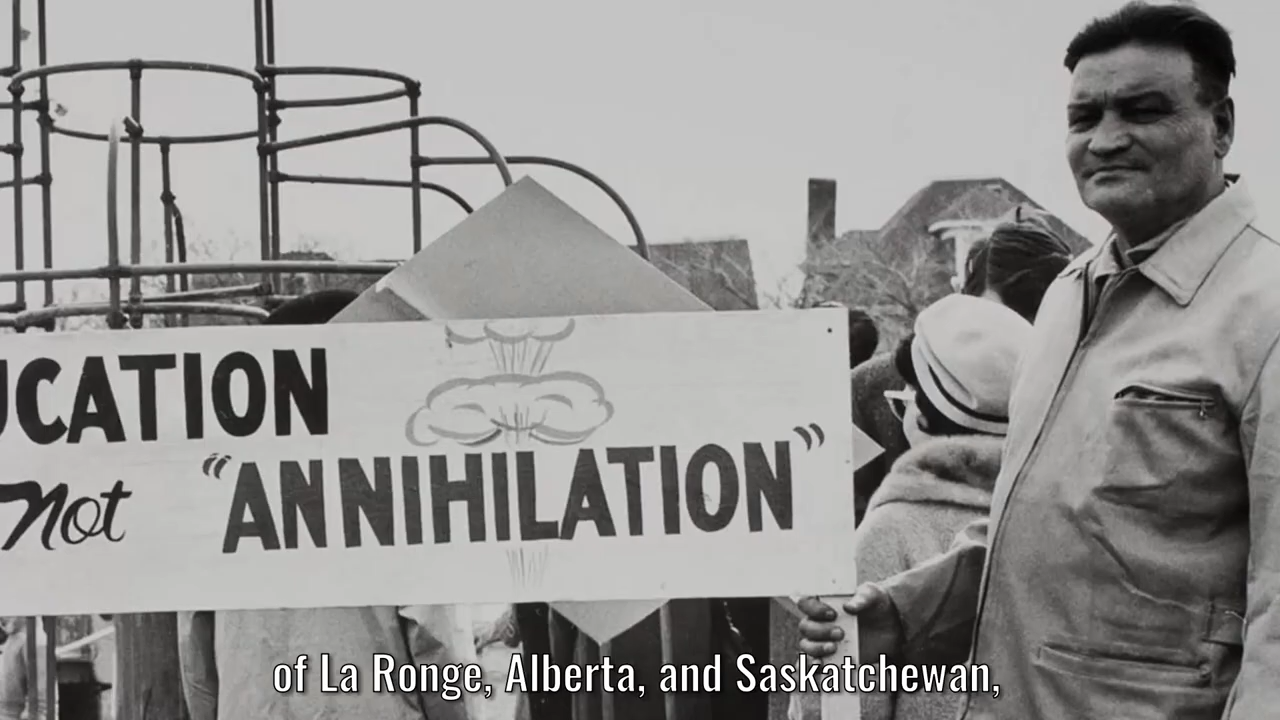 UCATION
Not "ANNIHILATION"
of La Ronge, Alberta, and Saskatchewan,